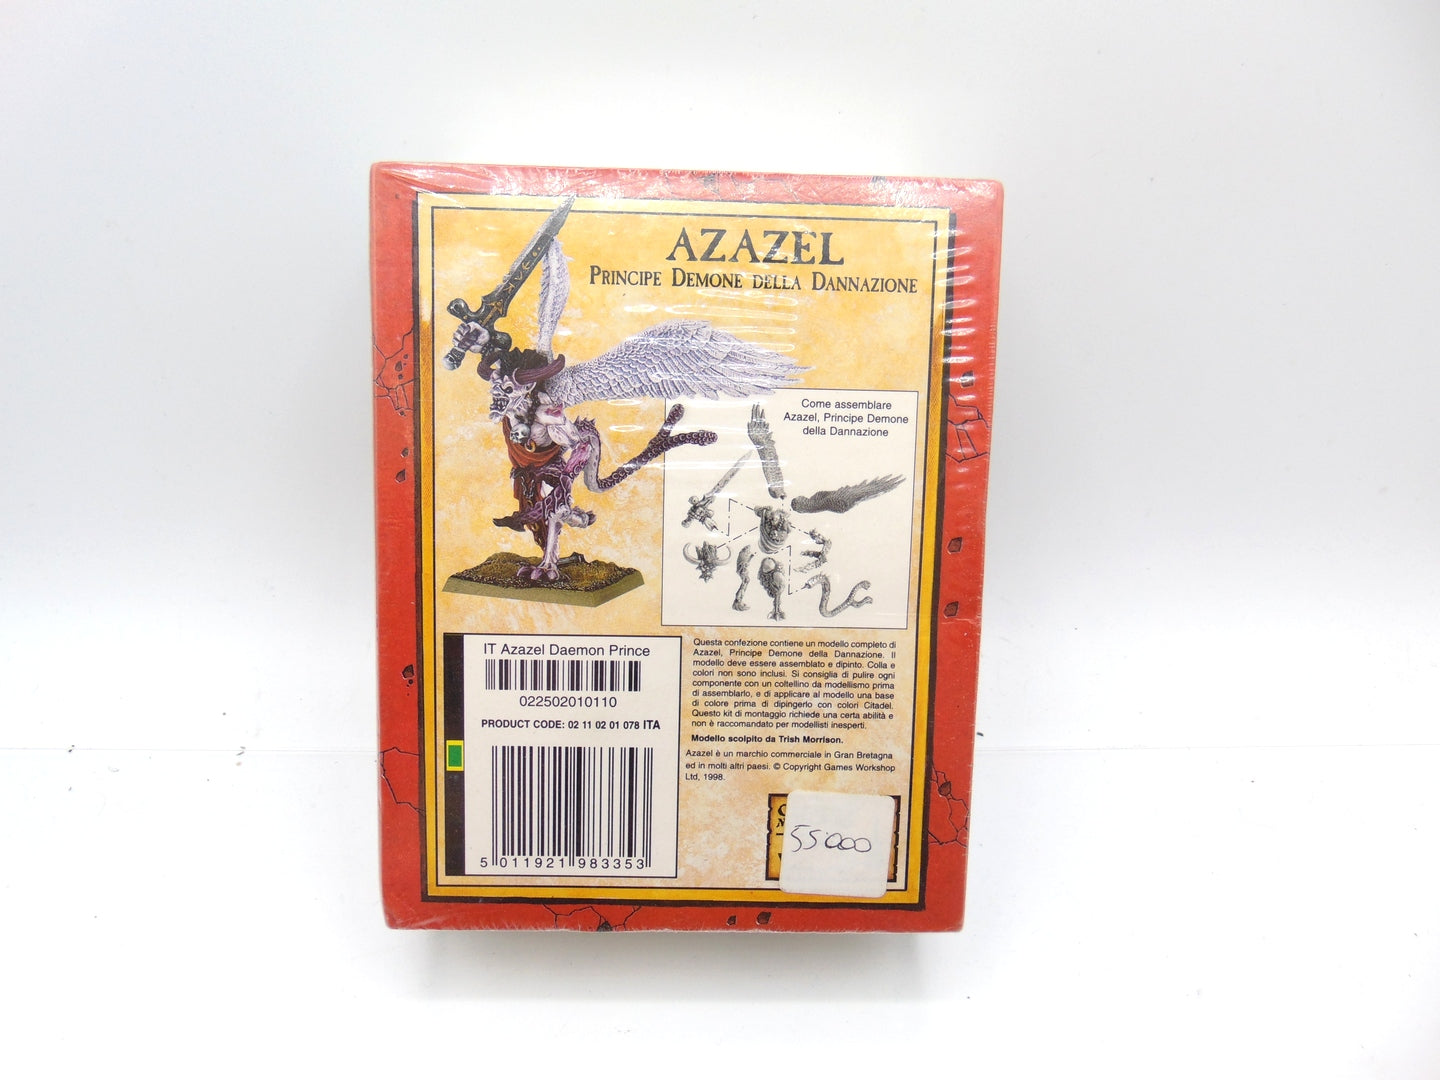 AZAZEL
PRINCIPE DEMONE DELLA DANNAZIONE
Come assemblare
Azazel, Principe Demone
della Dannazione
IT Azazel Daemon Prince
022502010110
PRODUCT CODE: 02 11 02 01 078 ITA
5 011921 983353
Questa confezione contiene un modello completo di
Azazel, Principe Demone della Dannazione. Il
modello deve essere assemblato e dipinto. Colla e
colori non sono inclusi. Si consiglia di pulire ogni
componente con un coltellino da modellismo prima
di assemblarlo, e di applicare al modello una base
di colore prima di dipingerlo con colori Citadel.
Questo kit di montaggio richiede una certa abilità e
non è raccomandato per modellisti inesperti.
Modello scolpito da Trish Morrison.
Azazel è un marchio commerciale in Gran Bretagna
ed in molti altri paesi. © Copyright Games Workshop
Ltd, 1998.
55000